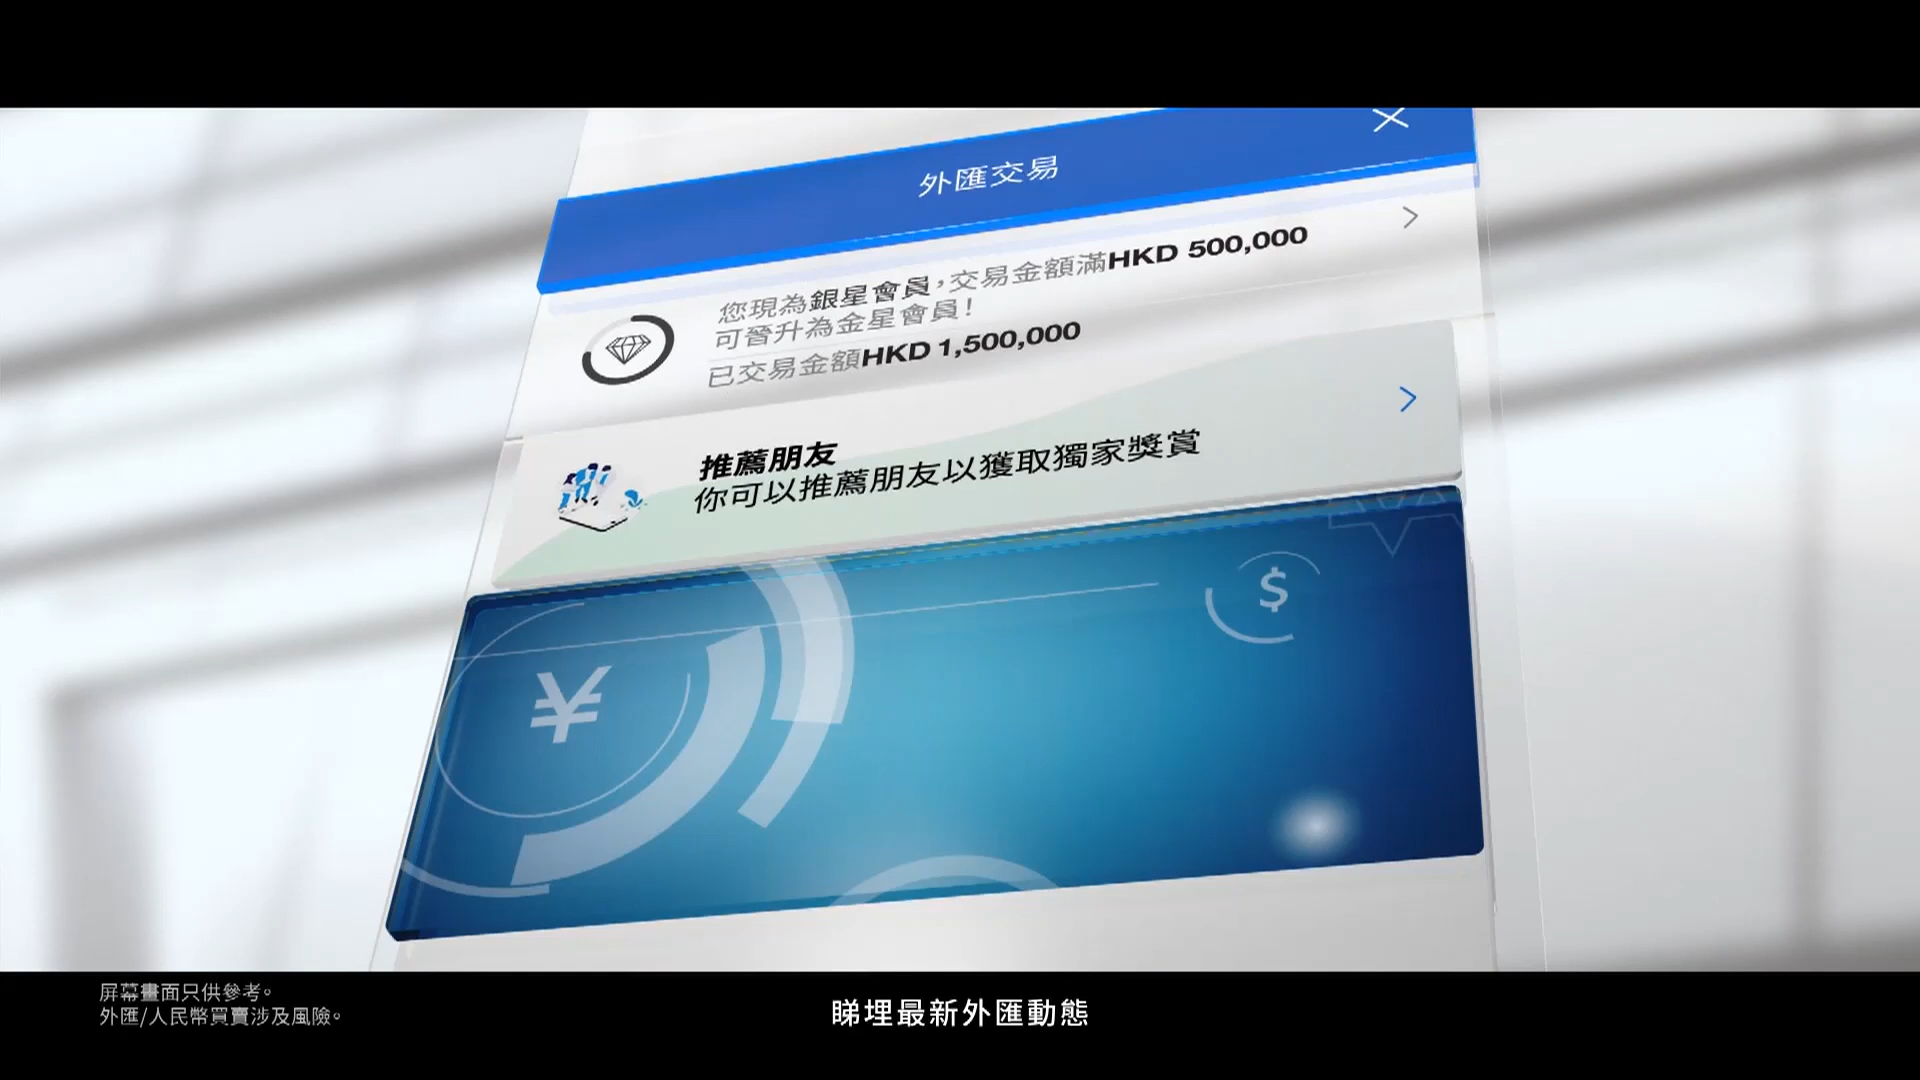 外匯交易
您現為銀星會員，交易金額滿HKD 500,000
可晉升為金星會員！
已交易金額HKD 1,500,000
推薦朋友
你可以推薦朋友以獲取獨家獎賞
¥
$
屏幕畫面只供參考。
外匯/人民幣買賣涉及風險。
睇埋最新外匯動態